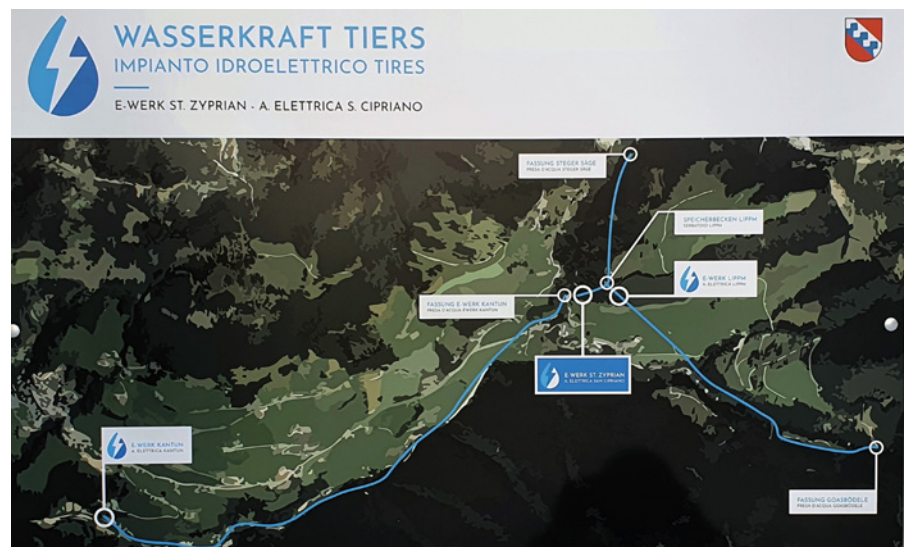 WASSERKRAFT TIERS
IMPIANTO IDROELETTRICO TIRES
E-WERK ST. ZYPRIAN - A. ELETTRICA S. CIPRIANO
FASSUNG STEGER SÄGE
PRESA D'ACQUA STEGER SÄGE
SPEICHERBECKEN LIPPM
SERBATOIO LIPPM
E-WERK LIPPM
A. ELETTRICA LIPPM
FASSUNG E-WERK KANTUN
PRESA D'ACQUA E-WERK KANTUN
E-WERK ST. ZYPRIAN
A. ELETTRICA SAN CIPRIANO
E-WERK KANTUN
A. ELETTRICA KANTUN
FASSUNG GOASBÖDELE
PRESA D'ACQUA GOASBÖDELE